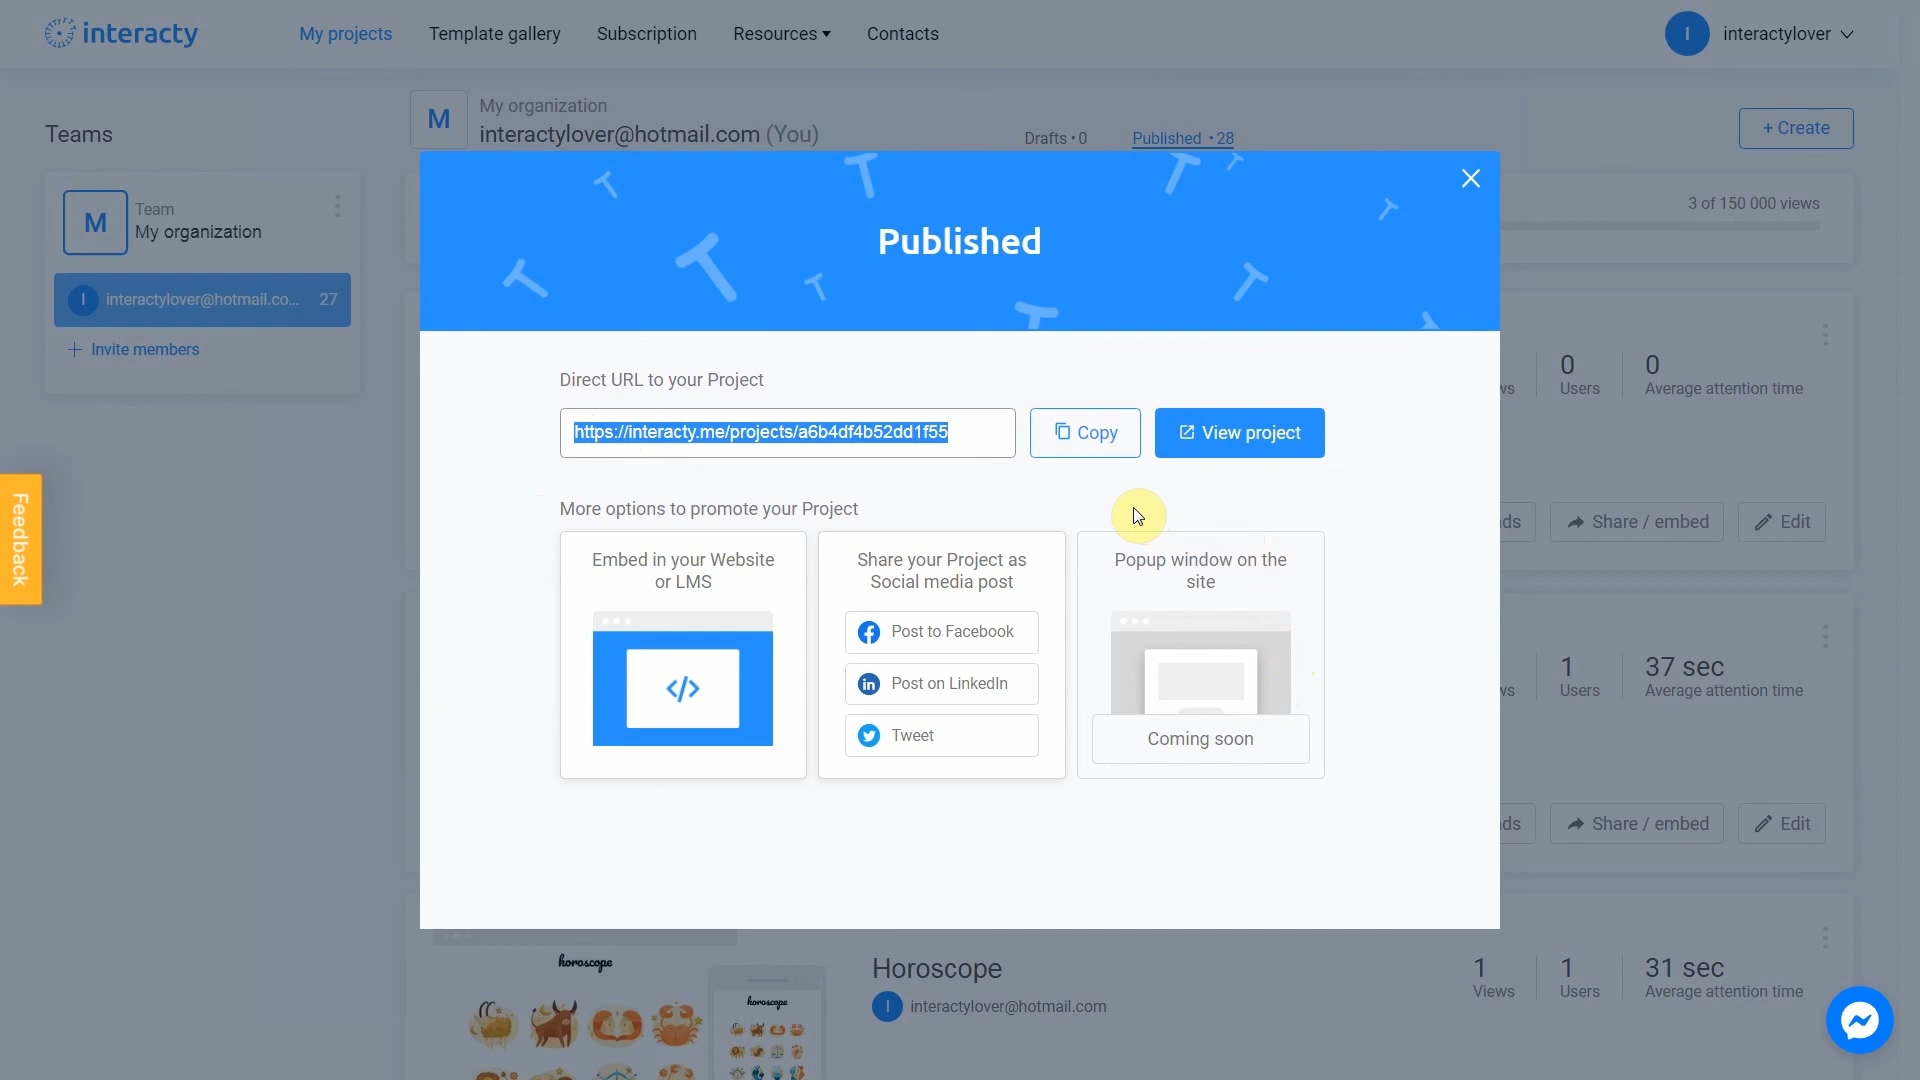 interacty
My projects
Template gallery
Subscription
Resources
Contacts
I
interactylover
Teams
M
My organization
interactylover@hotmail.com (You)
Drafts • 0
Published • 28
+ Create
M
Team
My organization
I
interactylover@hotmail.co...
27
+ Invite members
3 of 150 000 views
Published
Direct URL to your Project
https://interacty.me/projects/a6b4df4b52dd1f55
Copy
View project
More options to promote your Project
Embed in your Website
or LMS
</>
Share your Project as
Social media post
Post to Facebook
in
Post on LinkedIn
Tweet
Popup window on the
site
Coming soon
0
Users
0
Average attention time
Share / embed
Edit
1
Users
37 sec
Average attention time
Share / embed
Edit
Feedback
horoscope
horoscope
Horoscope
I
interactylover@hotmail.com
1
Views
1
Users
31 sec
Average attention time